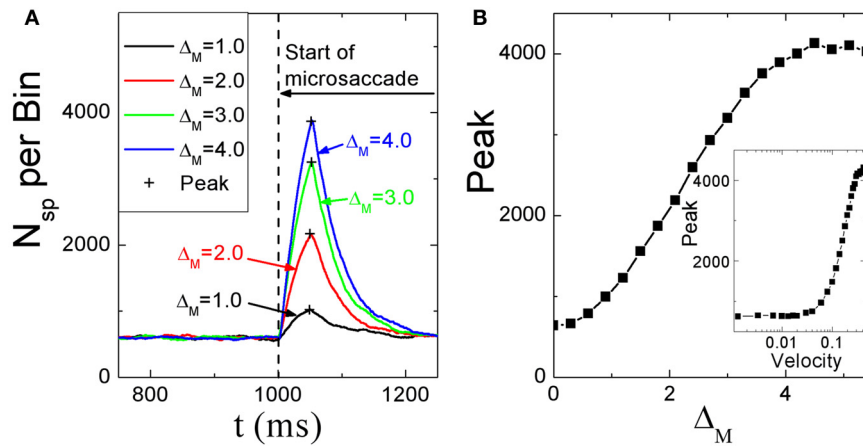 A
Δ_M=1.0
Δ_M=2.0
Δ_M=3.0
Δ_M=4.0
+ Peak
Start of
microsaccade
Δ_M=4.0
Δ_M=3.0
Δ_M=2.0
Δ_M=1.0
4000
2000
0
800
1000
1200
N_sp per Bin
t (ms)
B
4000
2000
0
0
2
4
Peak
Δ_M
4000
2000
0.01
0.1
Peak
Velocity